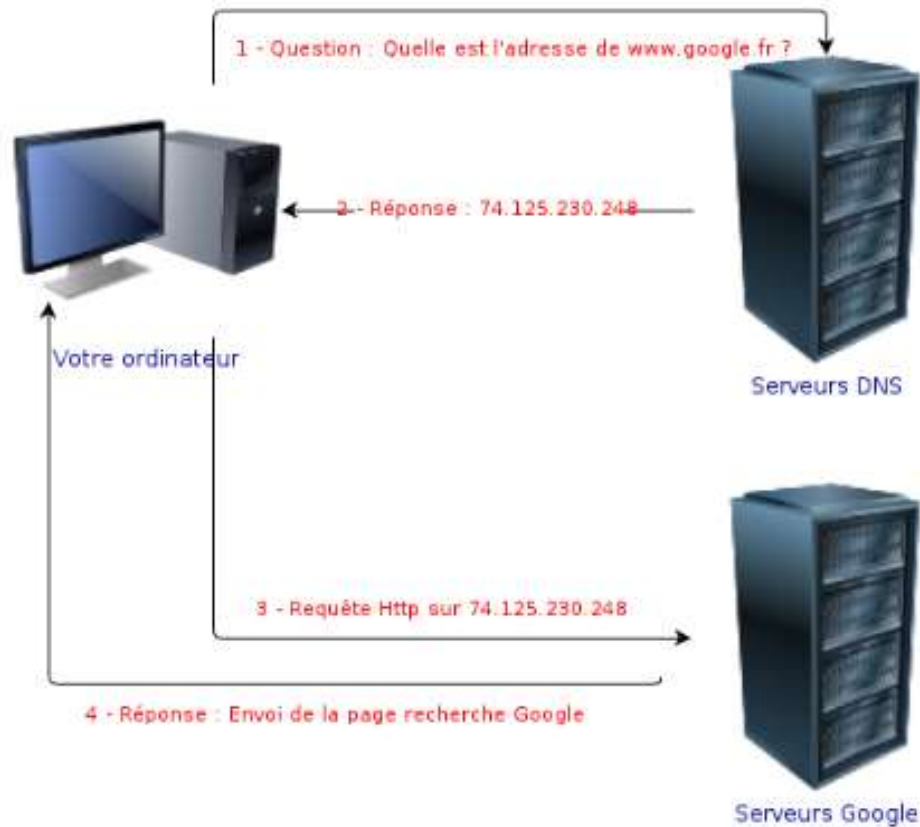 1 - Question : Quelle est l'adresse de www.google.fr ?
2 - Réponse : 74.125.230.248
Votre ordinateur
Serveurs DNS
3 - Requête Http sur 74.125.230.248
4 - Réponse : Envoi de la page recherche Google
Serveurs Google